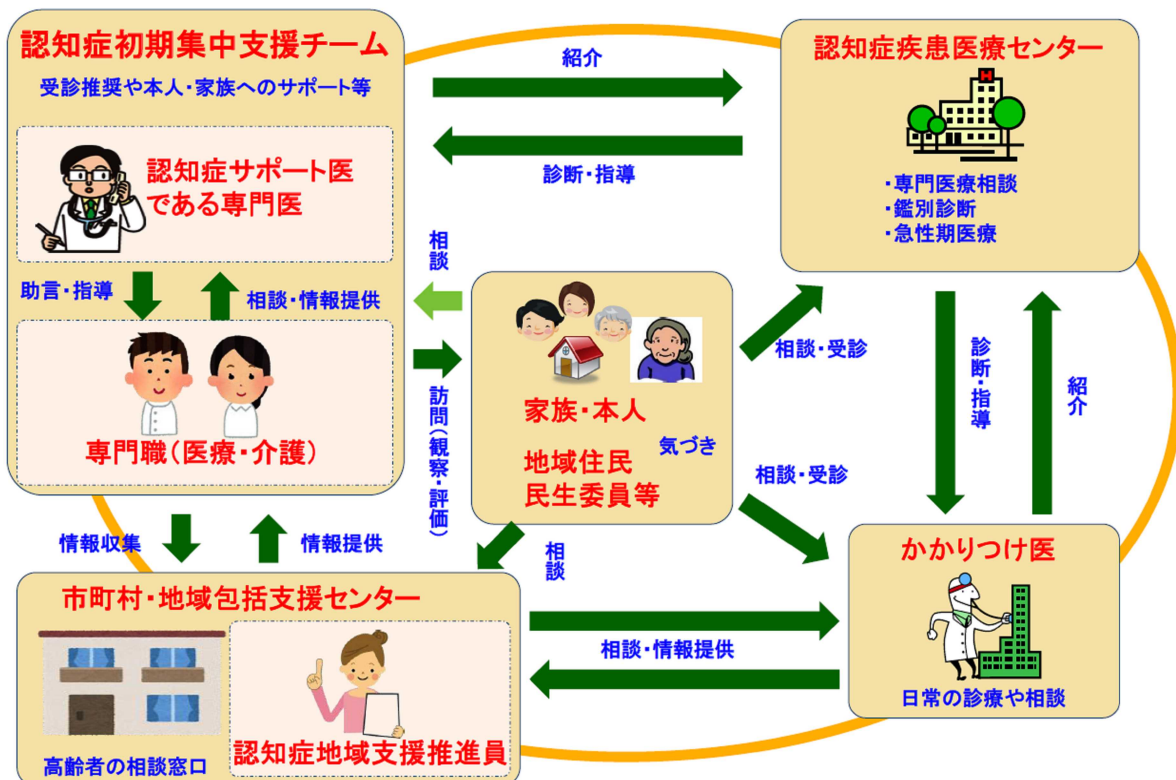 認知症初期集中支援チーム
受診推奨や本人・家族へのサポート等
認知症サポート医
である専門医
助言・指導
相談・情報提供
専門職(医療・介護)
紹介
診断・指導
認知症疾患医療センター
H
・専門医療相談
・鑑別診断
・急性期医療
相談
訪問(観察・評価)
家族・本人
気づき
地域住民
民生委員等
相談・受診
相談・受診
診断・指導
紹介
情報収集
情報提供
相談
市町村・地域包括支援センター
高齢者の相談窓口
認知症地域支援推進員
相談・情報提供
かかりつけ医
日常の診療や相談